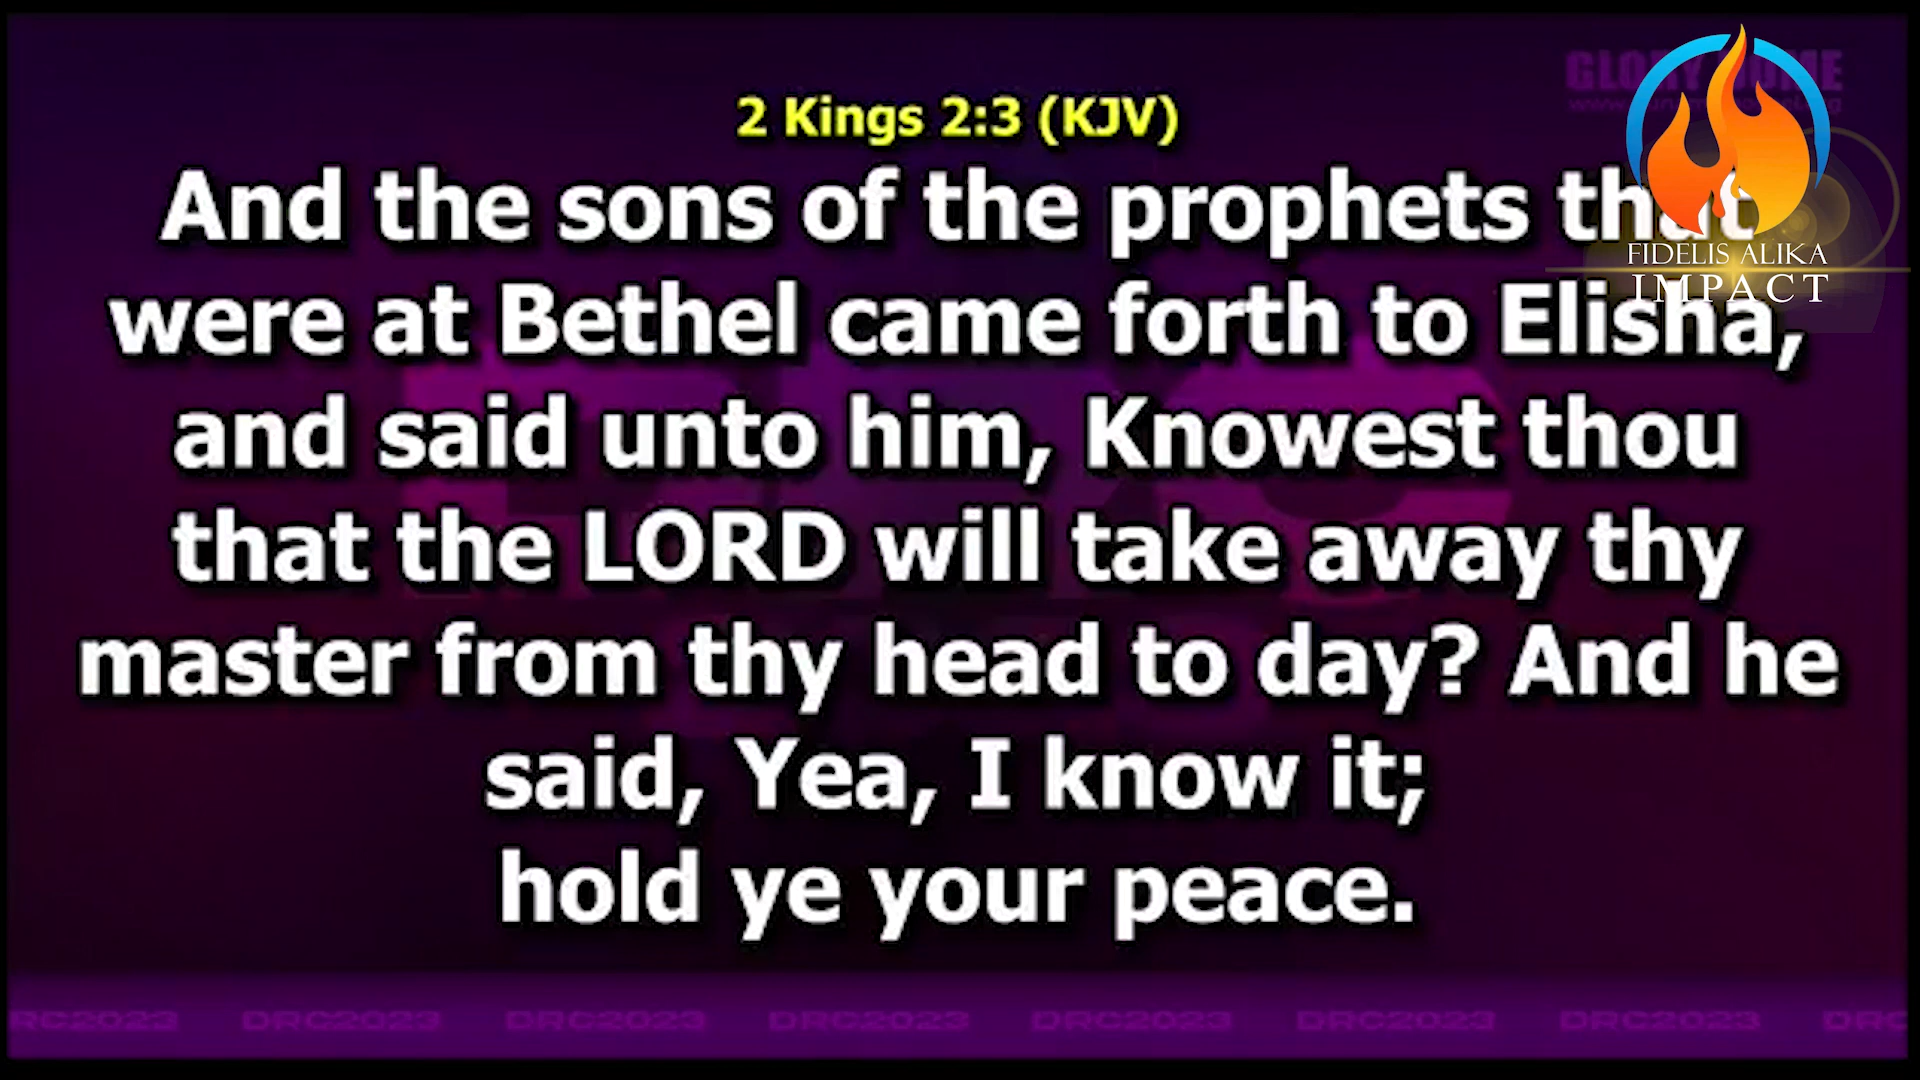 2 Kings 2:3 (KJV)
And the sons of the prophets that
were at Bethel came forth to Elisha,
and said unto him, Knowest thou
that the LORD will take away thy
master from thy head to day? And he
said, Yea, I know it;
hold ye your peace.
FIDELIS ALIKA
IMPACT
DRC2023 DRC2023 DRC2023 DRC2023 DRC2023 DRC2023